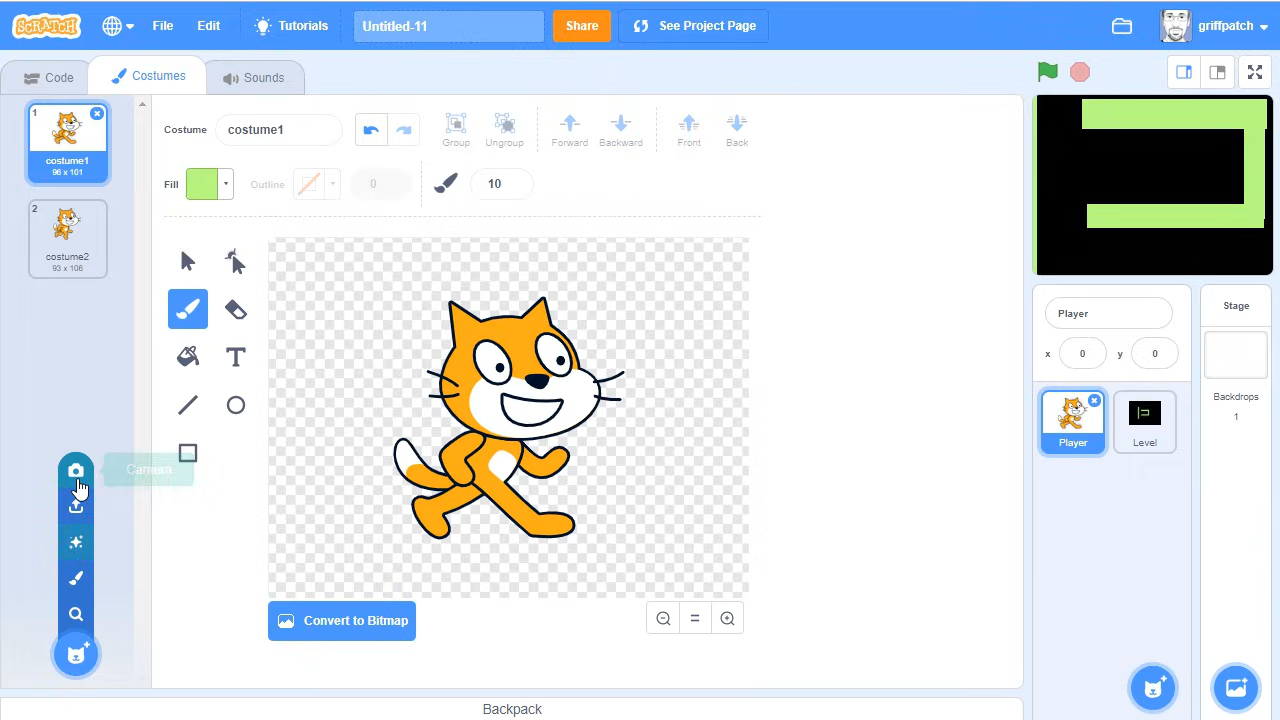 SCRATCH
File
Edit
Tutorials
Untitled-11
Share
See Project Page
griffpatch
Code
Costumes
Sounds
1
costume1
96 x 101
2
costume2
93 x 106
Costume
costume1
Group
Ungroup
Forward
Backward
Front
Back
Fill
Outline
0
10
Camera
Convert to Bitmap
Player
x
0
y
0
Player
Level
Stage
Backdrops
1
Backpack